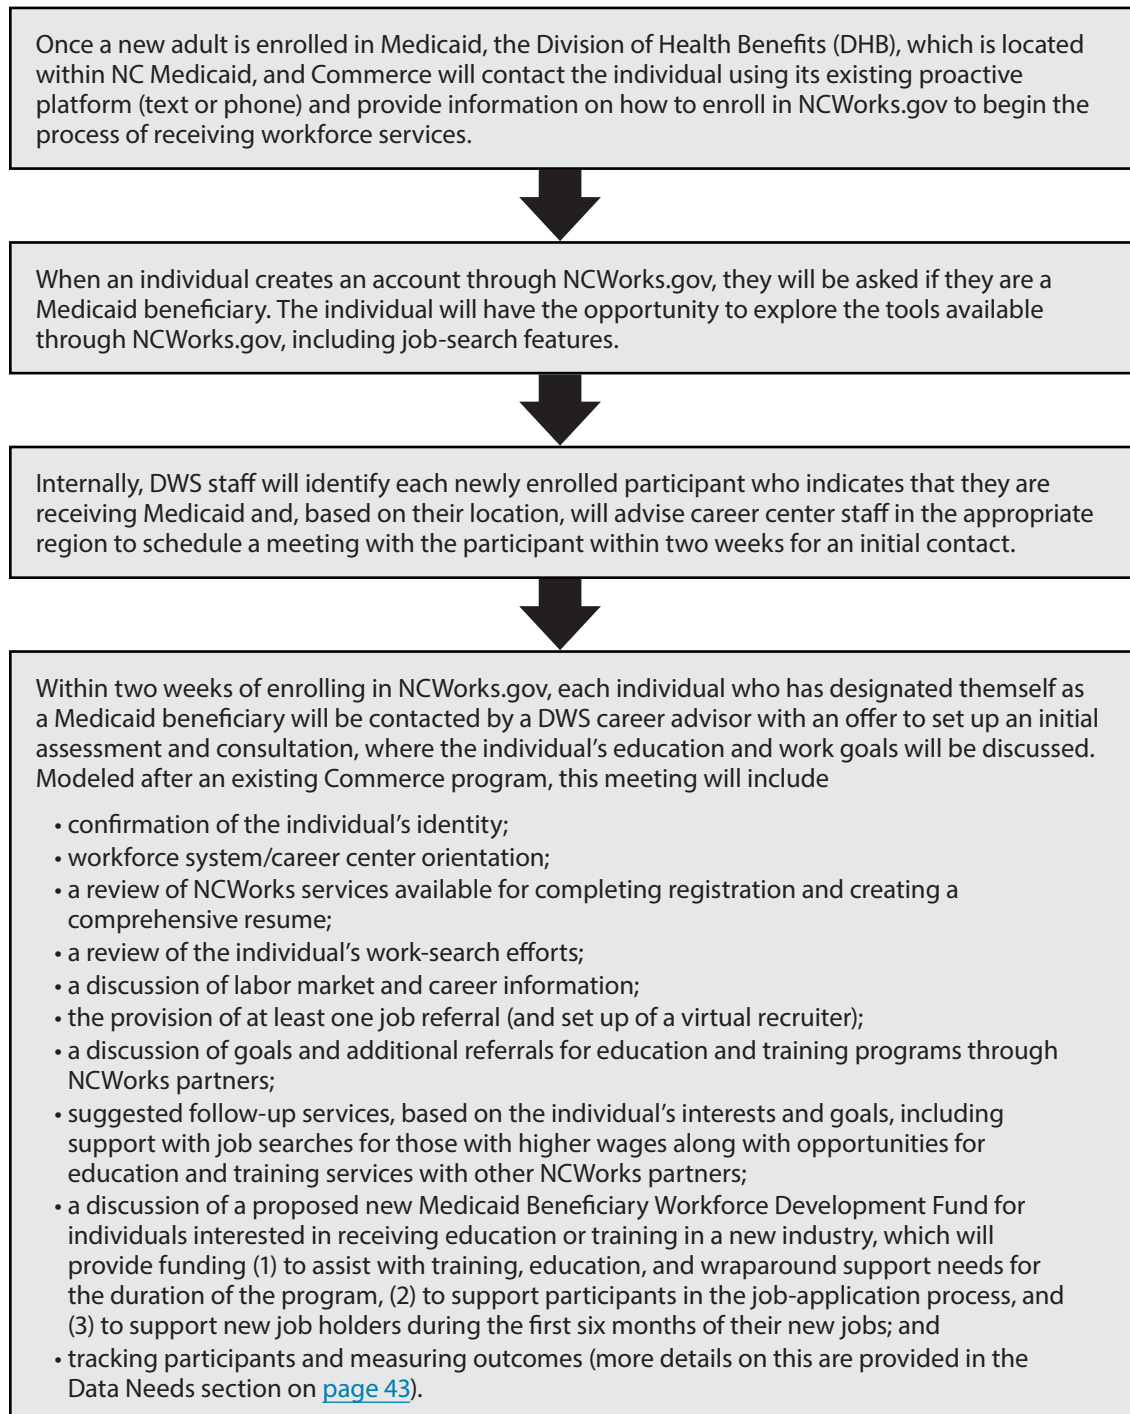 Once a new adult is enrolled in Medicaid, the Division of Health Benefits (DHB), which is located
within NC Medicaid, and Commerce will contact the individual using its existing proactive
platform (text or phone) and provide information on how to enroll in NCWorks.gov to begin the
process of receiving workforce services.
When an individual creates an account through NCWorks.gov, they will be asked if they are a
Medicaid beneficiary. The individual will have the opportunity to explore the tools available
through NCWorks.gov, including job-search features.
Internally, DWS staff will identify each newly enrolled participant who indicates that they are
receiving Medicaid and, based on their location, will advise career center staff in the appropriate
region to schedule a meeting with the participant within two weeks for an initial contact.
Within two weeks of enrolling in NCWorks.gov, each individual who has designated themself as
a Medicaid beneficiary will be contacted by a DWS career advisor with an offer to set up an initial
assessment and consultation, where the individual’s education and work goals will be discussed.
Modeled after an existing Commerce program, this meeting will include
• confirmation of the individual’s identity;
• workforce system/career center orientation;
• a review of NCWorks services available for completing registration and creating a
comprehensive resume;
• a review of the individual’s work-search efforts;
• a discussion of labor market and career information;
• the provision of at least one job referral (and set up of a virtual recruiter);
• a discussion of goals and additional referrals for education and training programs through
NCWorks partners;
• suggested follow-up services, based on the individual’s interests and goals, including
support with job searches for those with higher wages along with opportunities for
education and training services with other NCWorks partners;
• a discussion of a proposed new Medicaid Beneficiary Workforce Development Fund for
individuals interested in receiving education or training in a new industry, which will
provide funding (1) to assist with training, education, and wraparound support needs for
the duration of the program, (2) to support participants in the job-application process, and
(3) to support new job holders during the first six months of their new jobs; and
• tracking participants and measuring outcomes (more details on this are provided in the
Data Needs section on page 43).